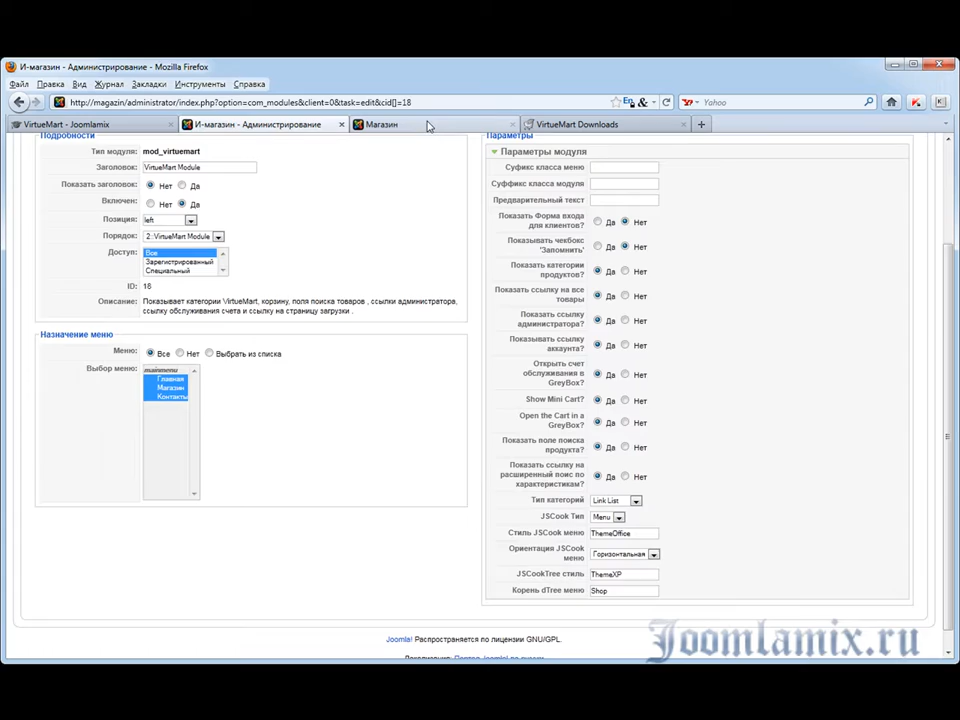 И-магазин - Администрирование - Mozilla Firefox
Файл Правка Вид Журнал Закладки Инструменты Справка
http://magazin/administrator/index.php?option=com_modules&client=0&task=edit&cid[]=18
Yahoo
VirtueMart - Joomlamix
И-магазин - Администрирование
Магазин
VirtueMart Downloads
Подробности
Тип модуля: mod_virtuemart
Заголовок: VirtueMart Module
Показать заголовок: Нет Да
Включен: Нет Да
Позиция: left
Порядок: 2::VirtueMart Module
Доступ: Все
Зарегистрированный
Специальный
ID: 18
Описание: Показывает категории VirtueMart, корзину, поля поиска товаров , ссылки администратора,
ссылку обслуживания счета и ссылку на страницу загрузки .
Назначение меню
Меню: Все Нет Выбрать из списка
Выбор меню: mainmenu
Главная
Магазин
Контакты
Параметры
Параметры модуля
Суфикс класса меню
Суффикс класса модуля
Предварительный текст
Показать Форма входа
для клиентов? Да Нет
Показывать чекбокс
'Запомнить' Да Нет
Показать категории
продуктов? Да Нет
Показать ссылку на все
товары Да Нет
Показать ссылку
администратора? Да Нет
Показывать ссылку
аккаунта? Да Нет
Открыть счет
обслуживания в
GreyBox? Да Нет
Show Mini Cart? Да Нет
Open the Cart in a
GreyBox? Да Нет
Показать поле поиска
продукта? Да Нет
Показать ссылку на
расширенный поис по
характеристикам? Да Нет
Тип категорий Link List
JSCook Тип Menu
Стиль JSCook меню ThemeOffice
Ориентация JSCook
меню Горизонтальная
JSCookTree стиль ThemeXP
Корень dTree меню Shop
Joomla! Распространяется по лицензии GNU/GPL.
Joomlamix.ru